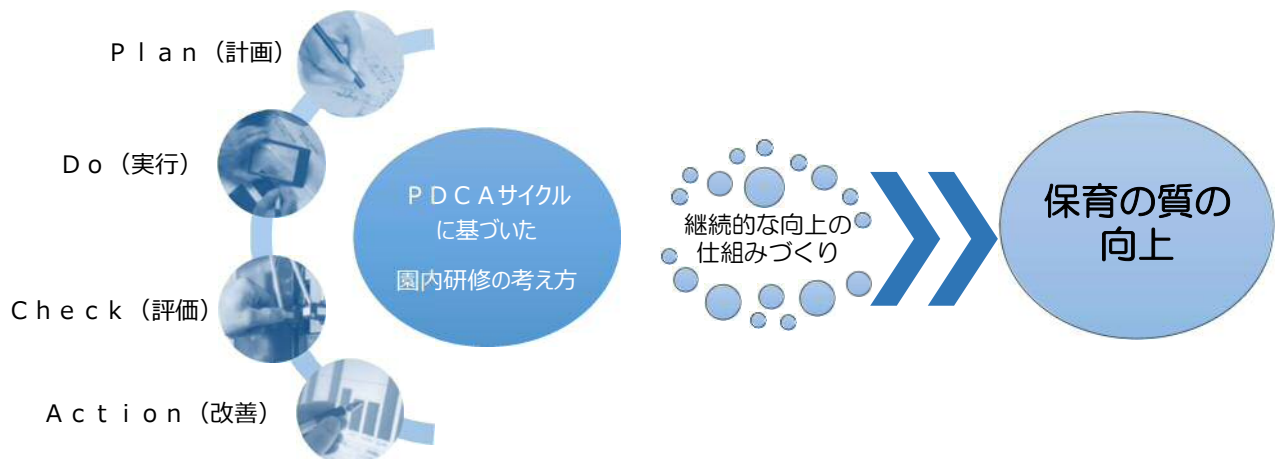 Ｐｌａｎ（計画）
Ｄｏ（実行）
Ｃｈｅｃｋ（評価）
Ａｃｔｉｏｎ（改善）
ＰＤＣＡサイクル
に基づいた
園内研修の考え方
継続的な向上の
仕組みづくり
保育の質の
向上